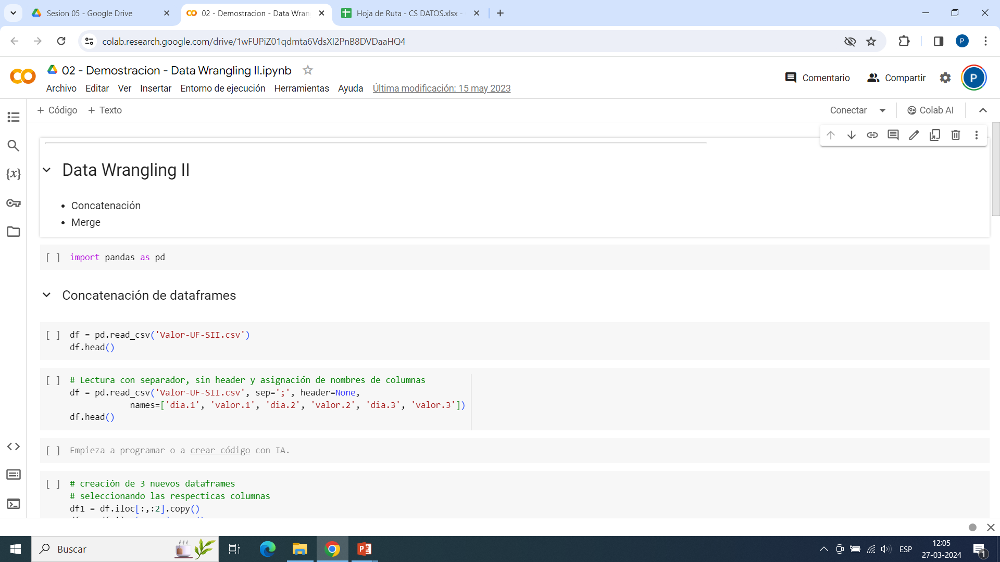 Sesion 05 - Google Drive
02 - Demostracion - Data Wran
Hoja de Ruta - CS DATOS.xlsx -
colab.research.google.com/drive/1wFUPiZ01qdmta6VdsXI2PnB8DVDaaHQ4
P
02 - Demostracion - Data Wrangling II.ipynb
Archivo Editar Ver Insertar Entorno de ejecución Herramientas Ayuda Última modificación: 15 may 2023
Comentario Compartir P
+ Código + Texto
Conectar Colab AI
{x}
Data Wrangling II
• Concatenación
• Merge
[ ] import pandas as pd
Concatenación de dataframes
[ ] df = pd.read_csv('Valor-UF-SII.csv')
df.head()
[ ] # Lectura con separador, sin header y asignación de nombres de columnas
df = pd.read_csv('Valor-UF-SII.csv', sep=';', header=None,
names=['dia.1', 'valor.1', 'dia.2', 'valor.2', 'dia.3', 'valor.3'])
df.head()
[ ] Empieza a programar o a crear código con IA.
[ ] # creación de 3 nuevos dataframes
# seleccionando las respecticas columnas
df1 = df.iloc[:,:2].copy()
Buscar
ESP
12:05
27-03-2024
1